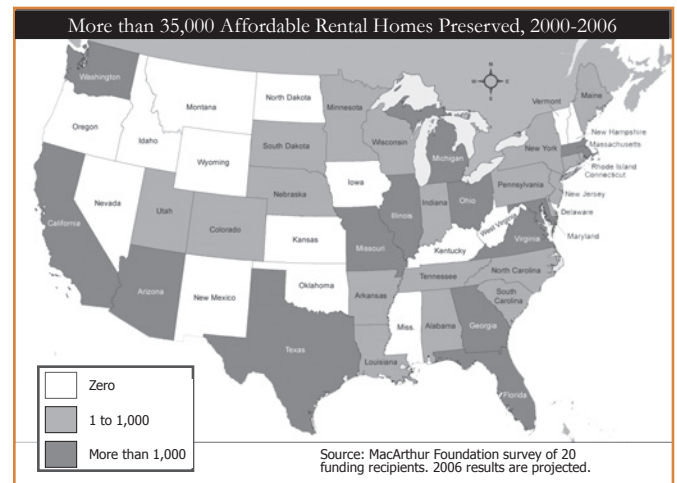 More than 35,000 Affordable Rental Homes Preserved, 2000-2006
Washington
Montana
North Dakota
Minnesota
Vermont
Maine
N
W
E
S
Oregon
Idaho
Wyoming
South Dakota
Wisconsin
Michigan
New York
New Hampshire
Massachusetts
Rhode Island
Connecticut
Nevada
Utah
Colorado
Nebraska
Iowa
Illinois
Indiana
Ohio
Pennsylvania
New Jersey
Delaware
Maryland
California
Kansas
Missouri
Kentucky
West Virginia
Virginia
Arizona
New Mexico
Oklahoma
Arkansas
Tennessee
North Carolina
South
Carolina
Texas
Louisiana
Miss.
Alabama
Georgia
Florida
Zero
1 to 1,000
More than 1,000
Source: MacArthur Foundation survey of 20
funding recipients. 2006 results are projected.